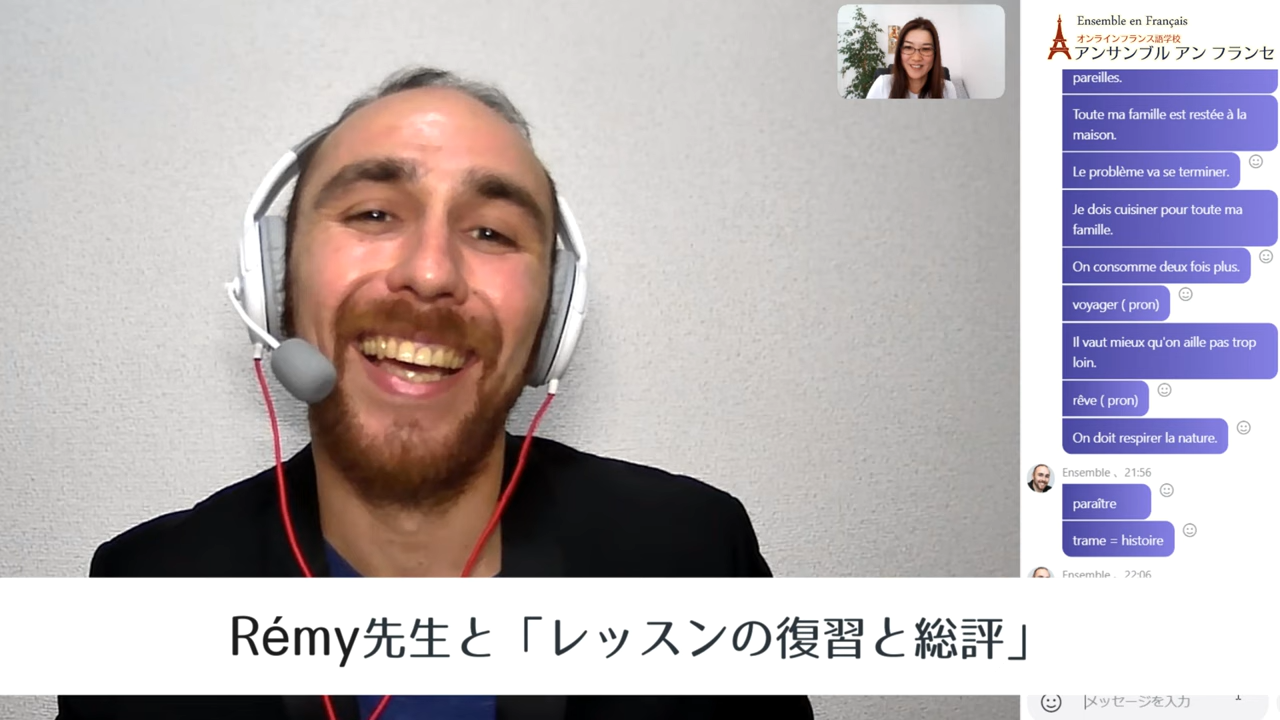 Ensemble en Français
オンラインフランス語学校
アンサンブル アン フランセ
pareilles.
Toute ma famille est restée à la
maison.
Le problème va se terminer.
Je dois cuisiner pour toute ma
famille.
On consomme deux fois plus.
voyager ( pron)
Il vaut mieux qu'on aille pas trop
loin.
rêve ( pron)
On doit respirer la nature.
Ensemble 、21:56
paraître
trame = histoire
Ensemble 、22:06
Rémy先生と「レッスンの復習と総評」
メッセージを入力